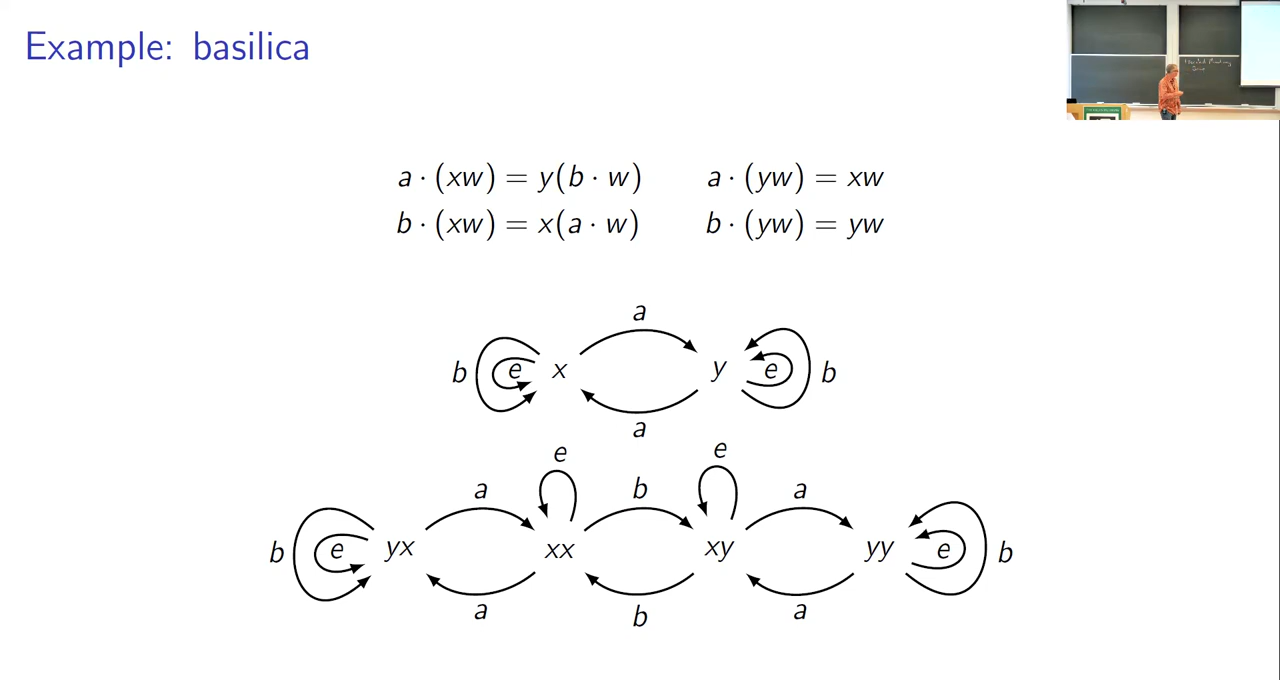 Example: basilica
a · (xw) = y(b · w) a · (yw) = xw
b · (xw) = x(a · w) b · (yw) = yw
a
b e x y e b
a
e e
a b a
b e yx xx xy yy e b
a b a